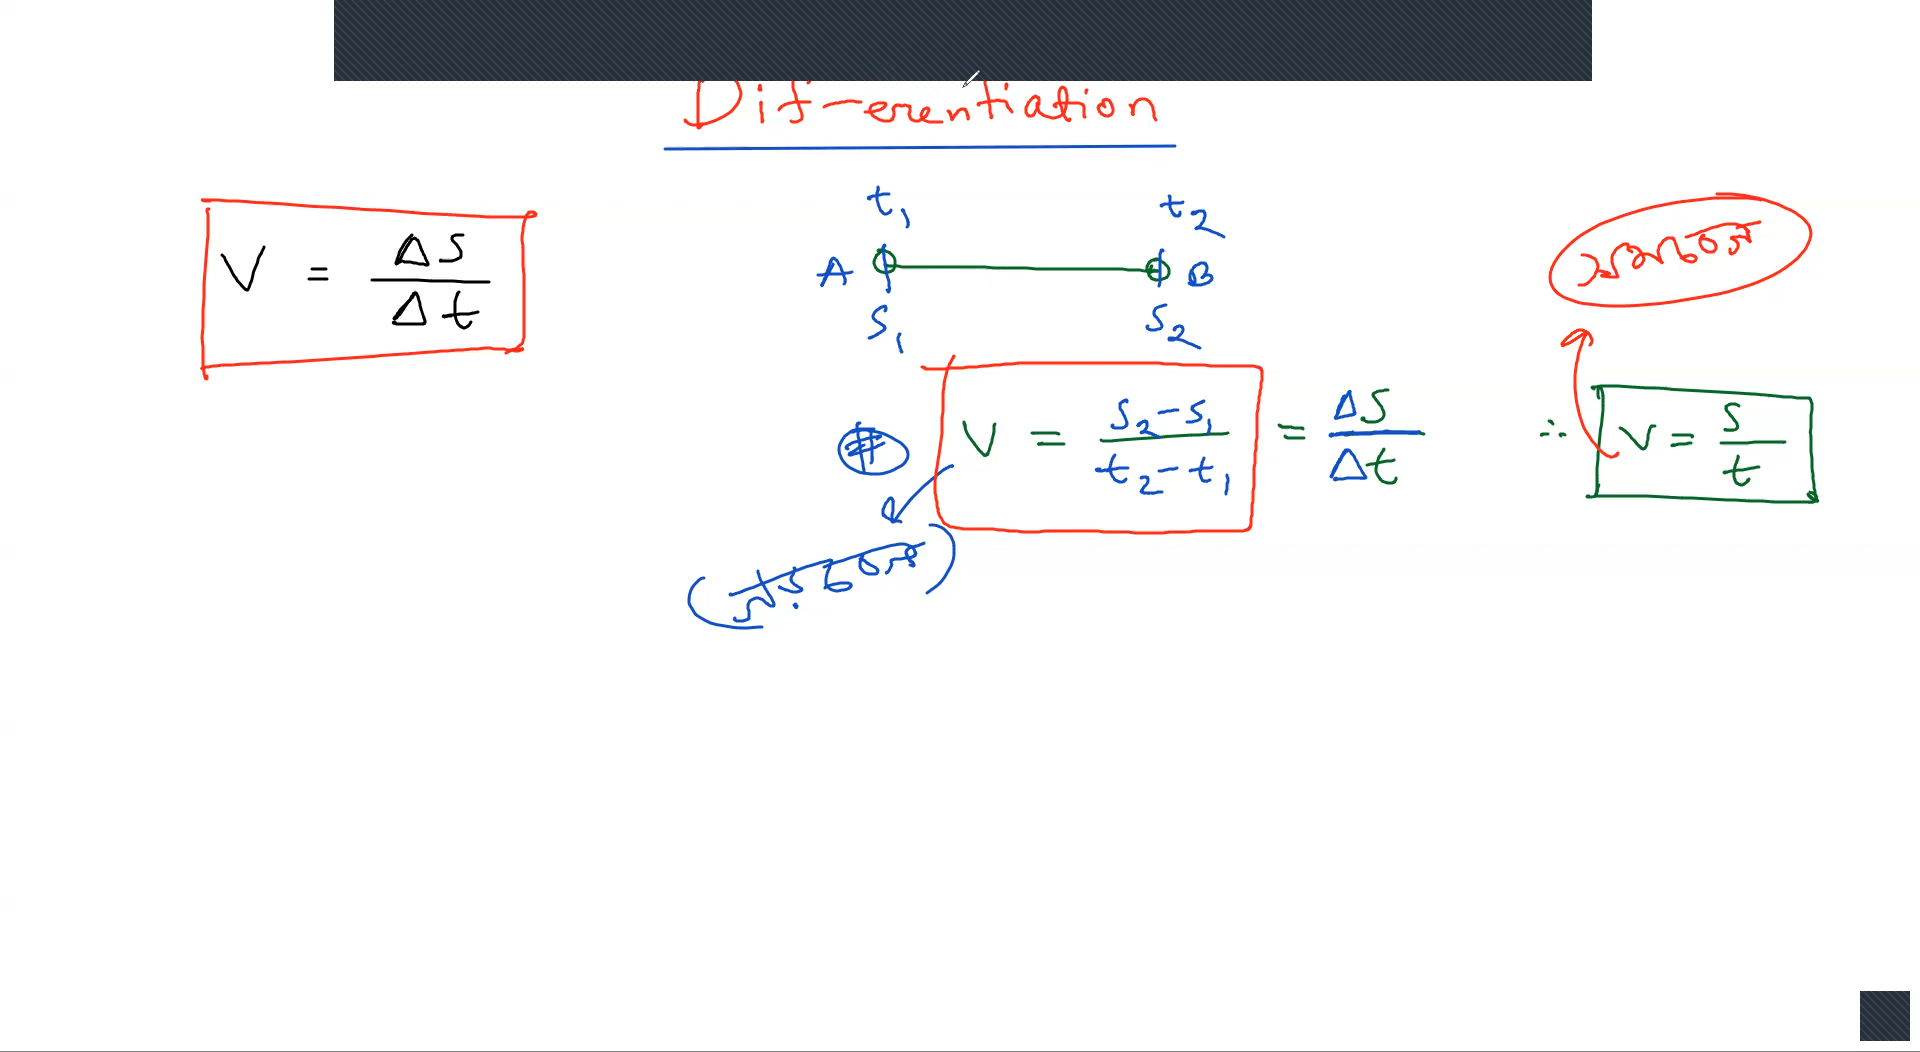 Differentiation
V = ΔS/Δt
t₁ t₂
A B
S₁ S₂
# V = (S₂-S₁)/(t₂-t₁) = ΔS/Δt ∴ V = S/t